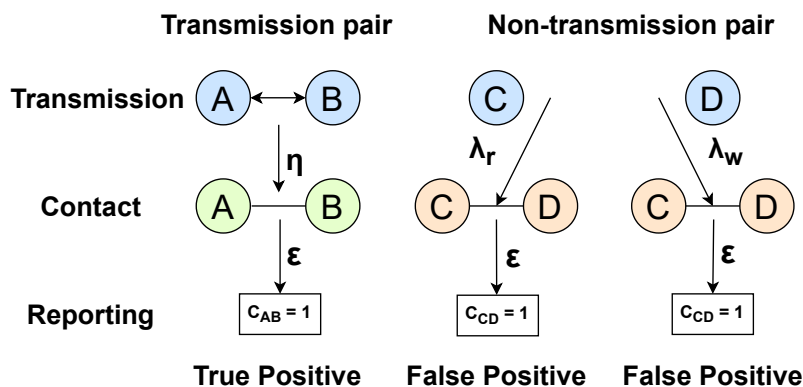 Transmission pair Non-transmission pair
Transmission A B C D
η λr λw
Contact A B C D C D
ε ε ε
Reporting CAB = 1 CCD = 1 CCD = 1
True Positive False Positive False Positive